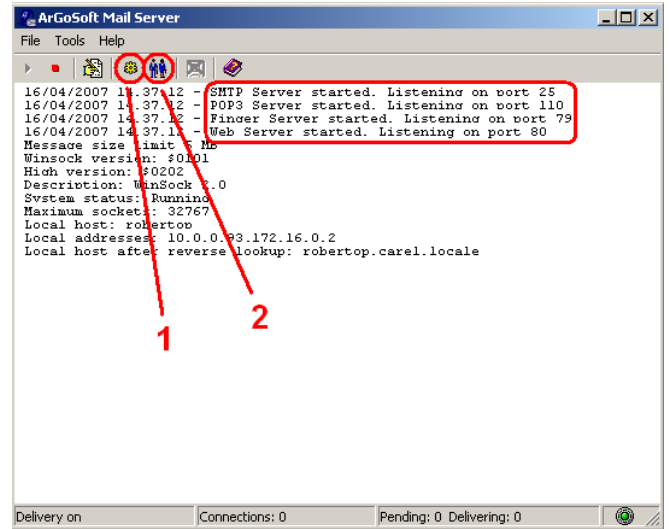 ArGoSoft Mail Server
File Tools Help
16/04/2007 14.37.12 - SMTP Server started. Listening on port 25
16/04/2007 14.37.12 - POP3 Server started. Listening on port 110
16/04/2007 14.37.12 - Finger Server started. Listening on port 79
16/04/2007 14.37.13 - Web Server started. Listening on port 80
Message size limit 5 MB
Winsock version: $0101
High version: $0202
Description: WinSock 2.0
System status: Running
Maximum sockets: 32767
Local host: robertop
Local addresses: 10.0.0.93,172.16.0.2
Local host after reverse lookup: robertop.carel.locale
1
2
Delivery on Connections: 0 Pending: 0 Delivering: 0